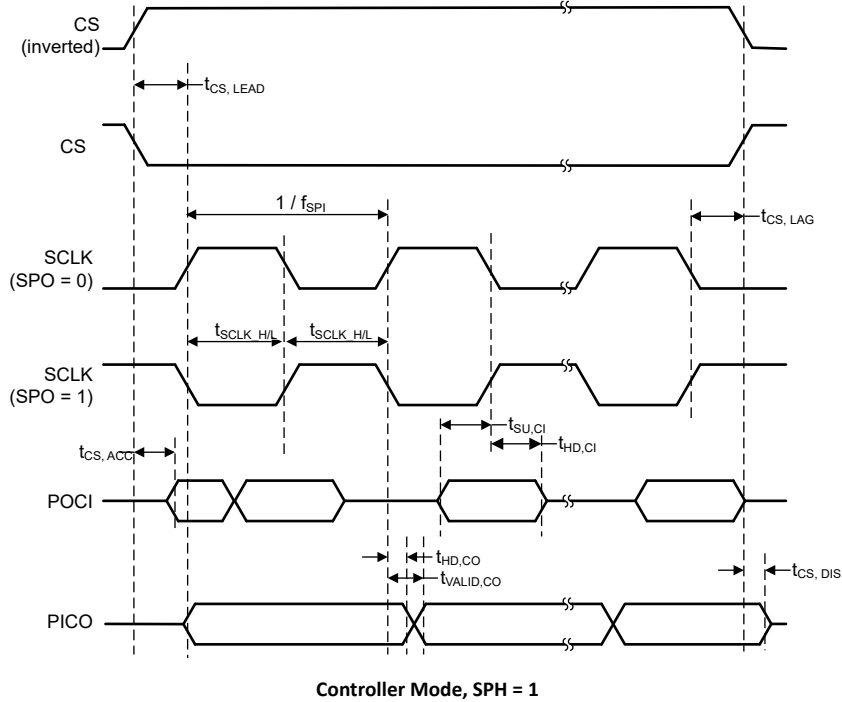 CS
(inverted)
tCS, LEAD
CS
1 / fSPI
tCS, LAG
SCLK
(SPO = 0)
tSCLK_H/L
tSCLK_H/L
SCLK
(SPO = 1)
tSU,CI
tHD,CI
tCS, ACC
POCI
tHD,CO
tVALID,CO
tCS, DIS
PICO
Controller Mode, SPH = 1